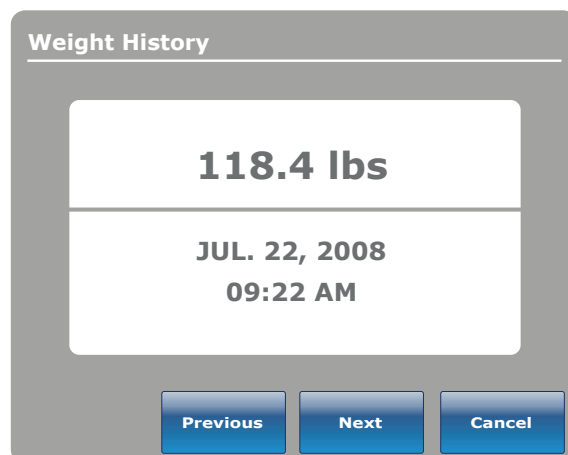 Weight History
118.4 lbs
JUL. 22, 2008
09:22 AM
Previous Next Cancel